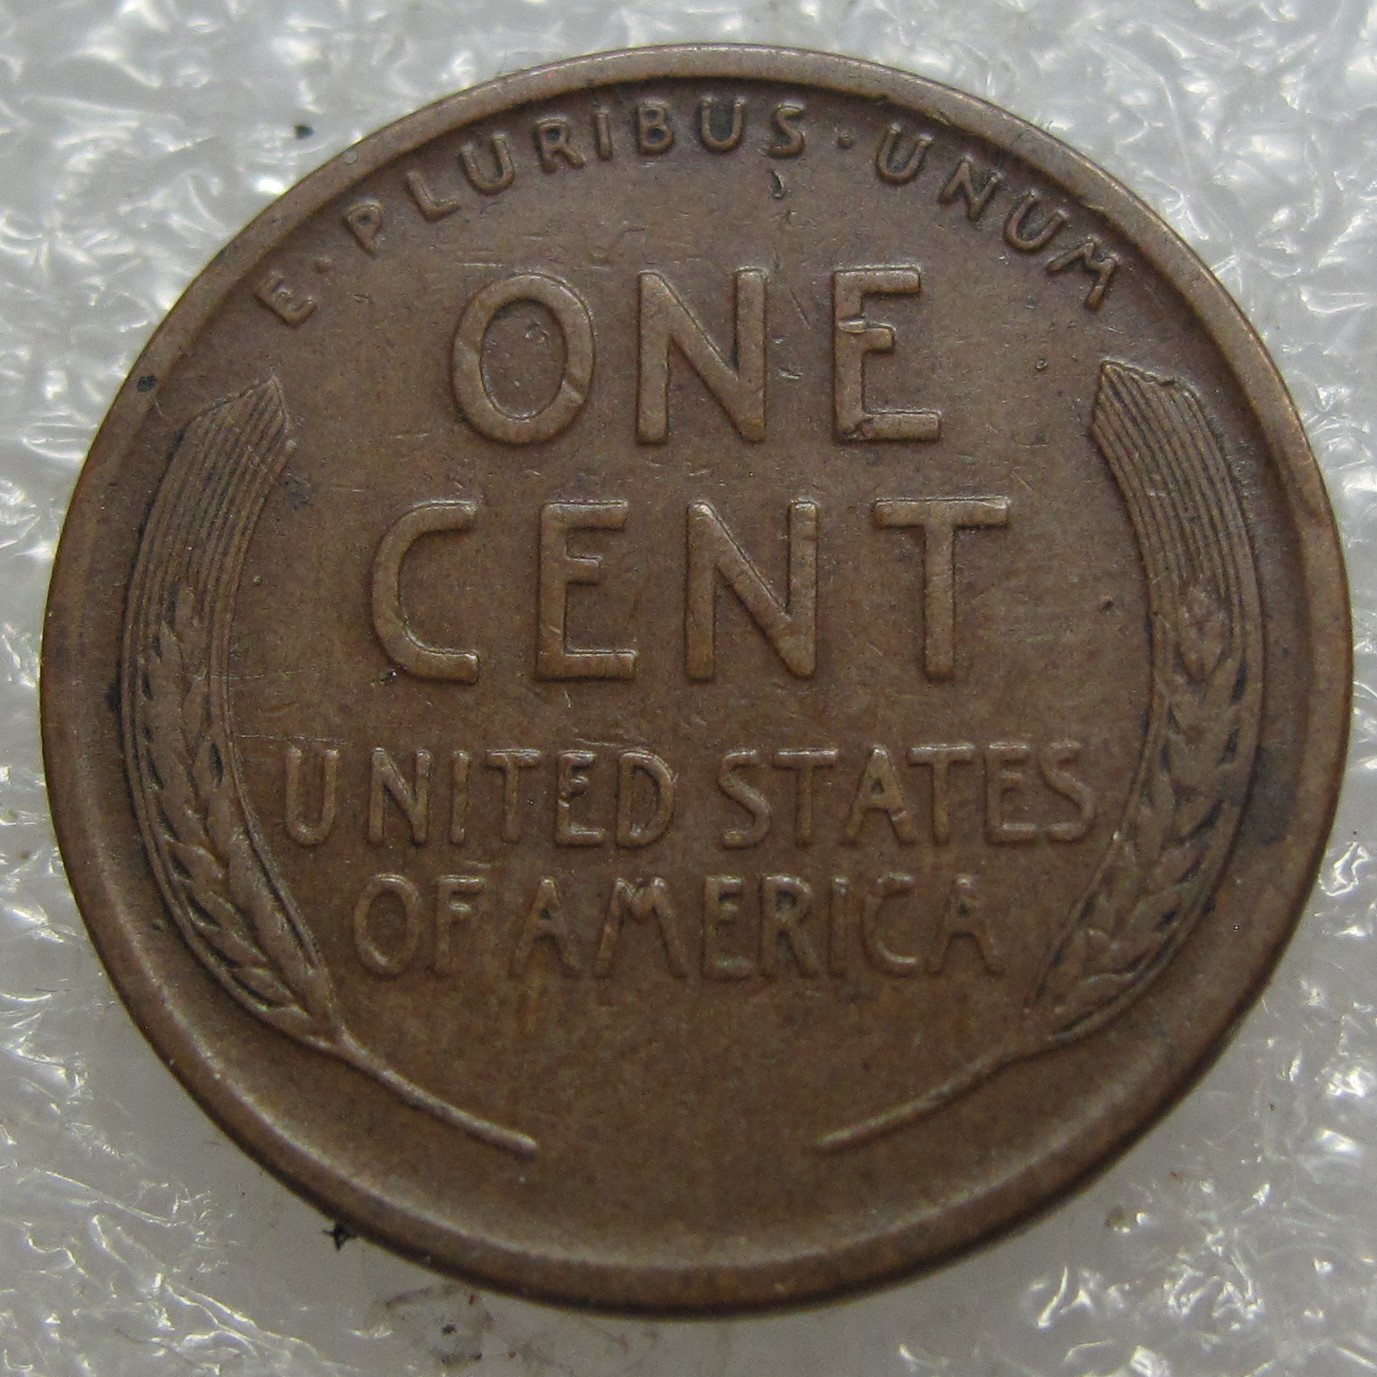 E · PLURIBUS · UNUM
ONE
CENT
UNITED STATES
OF AMERICA